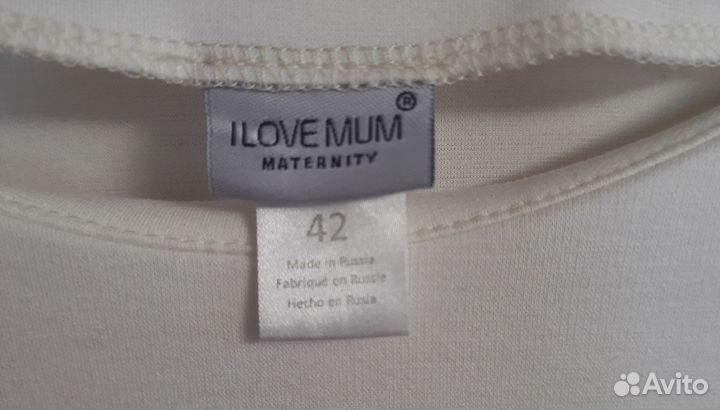 ®
I LOVE MUM
MATERNITY
42
Made in Russia
Fabriqué en Russie
Hecho en Rusia
Avito